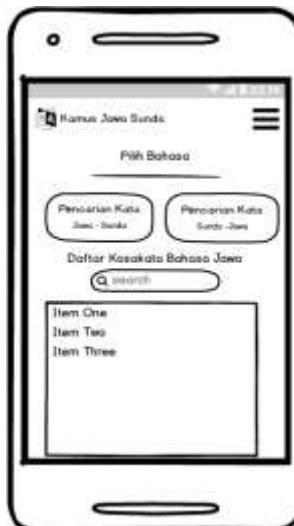 Kamus Jawa Sunda
Pilih Bahasa
Pencarian Kata
Jawa - Sunda
Pencarian Kata
Sunda - Jawa
Daftar Kosakata Bahasa Jawa
search
Item One
Item Two
Item Three